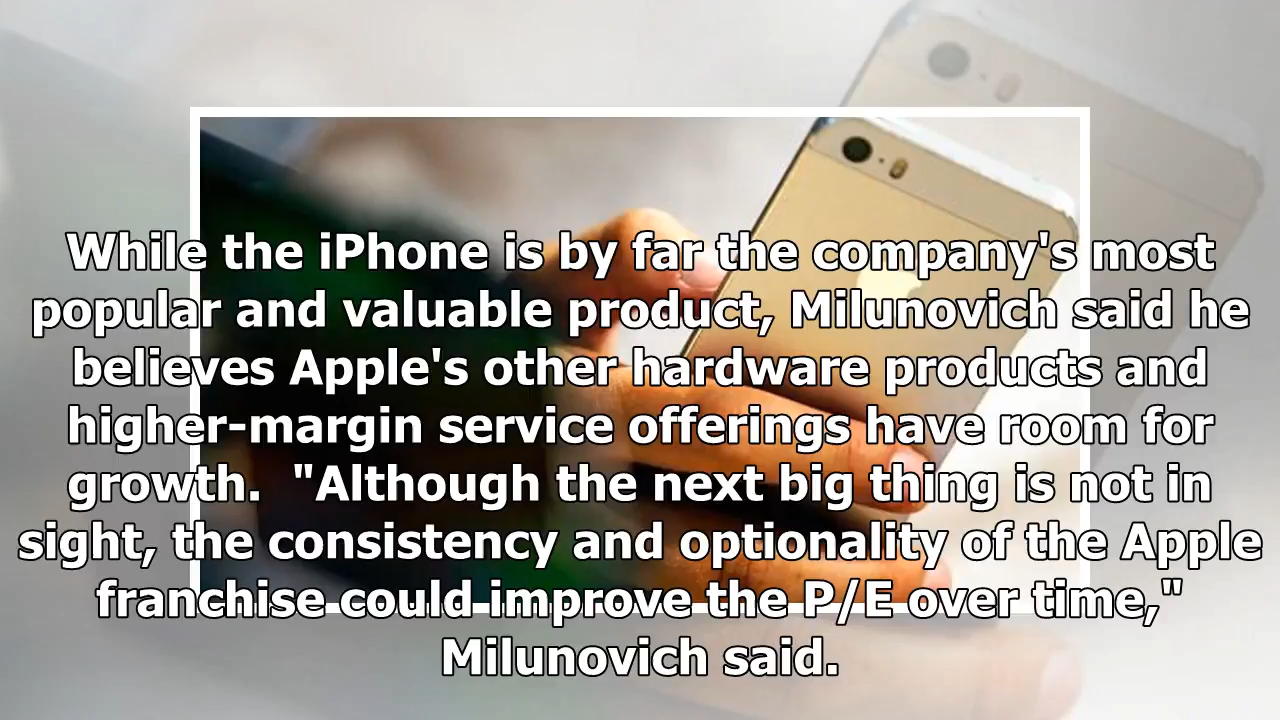 While the iPhone is by far the company's most
popular and valuable product, Milunovich said he
believes Apple's other hardware products and
higher-margin service offerings have room for
growth.  "Although the next big thing is not in
sight, the consistency and optionality of the Apple
franchise could improve the P/E over time,"
Milunovich said.